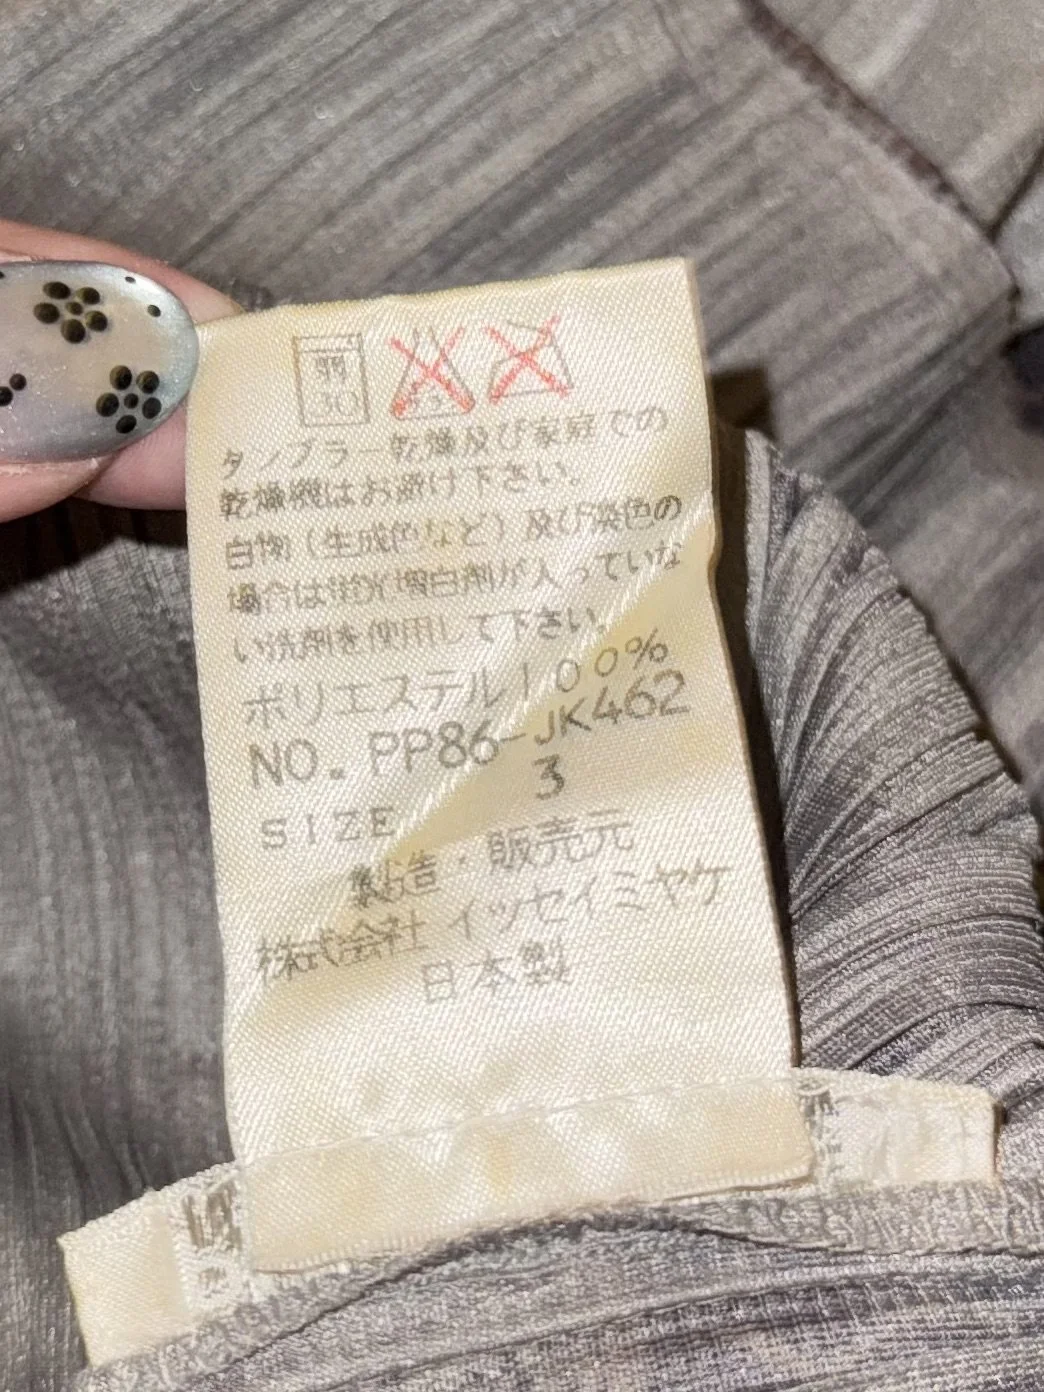 弱
30
タンブラー乾燥及び家庭での
乾燥機はお避け下さい。
白物（生成色など）及び淡色の
場合は蛍光増白剤が入っていな
い洗剤を使用して下さい。
ポリエステル100%
NO. PP86-JK462
SIZE 3
製造・販売元
株式会社 イッセイミヤケ
日本製